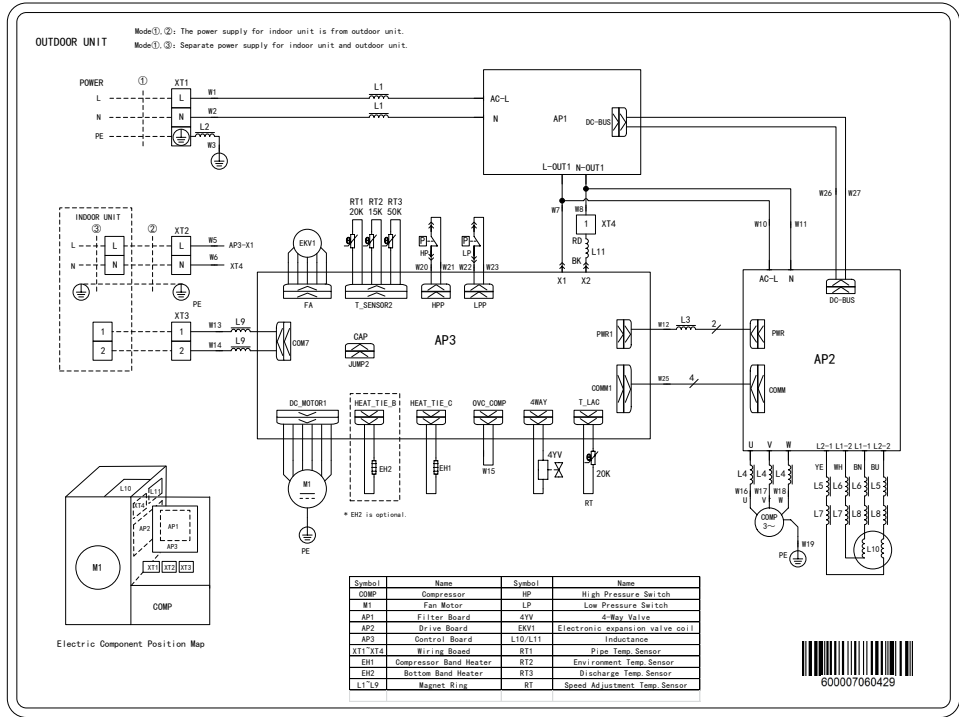 OUTDOOR UNIT
Mode①,②: The power supply for indoor unit is from outdoor unit.
Mode①,③: Separate power supply for indoor unit and outdoor unit.
POWER ① XT1
L L W1 L1 AC-L
N N W2 L1 N AP1 DC-BUS
PE L2 W3
L-OUT1 N-OUT1
W7 W8 W10 W11 W26 W27
1 XT4
RD L11
BK
X1 X2
INDOOR UNIT
③ ② XT2
L L L W5 AP3-X1
N N N W6 XT4
PE
XT3
1 1 W13 L9
2 2 W14 L9
COM7
EKV1
FA
RT1 RT2 RT3
20K 15K 50K
θ θ θ
T_SENSOR2
P P
HP LP
W20 W21 W22 W23
HPP LPP
CAP
JUMP2
AP3
PWR1 W12 L3 2 PWR
COMM1 W25 4 COMM
AC-L N DC-BUS
AP2
DC_MOTOR1 HEAT_TIE_B HEAT_TIE_C OVC_COMP 4WAY T_LAC
M1
PE
EH2 EH1 W15 4YV θ 20K
RT
* EH2 is optional.
U V W L2-1 L1-2 L1-1 L2-2
YE WH BN BU
L4 L4 L4 L5 L6 L6 L5
W16 W17 W18
U V W
L7 L7 L8 L8
COMP
3~
W19
PE
L10
L10 L11
XT4
AP2 AP1
AP3
M1 XT1 XT2 XT3
COMP
Electric Component Position Map
Symbol Name Symbol Name
COMP Compressor HP High Pressure Switch
M1 Fan Motor LP Low Pressure Switch
AP1 Filter Board 4YV 4-Way Valve
AP2 Drive Board EKV1 Electronic expansion valve coil
AP3 Control Board L10/L11 Inductance
XT1~XT4 Wiring Boaed RT1 Pipe Temp.Sensor
EH1 Compressor Band Heater RT2 Environment Temp.Sensor
EH2 Bottom Band Heater RT3 Discharge Temp.Sensor
L1~L9 Magnet Ring RT Speed Adjustment Temp.Sensor
600007060429